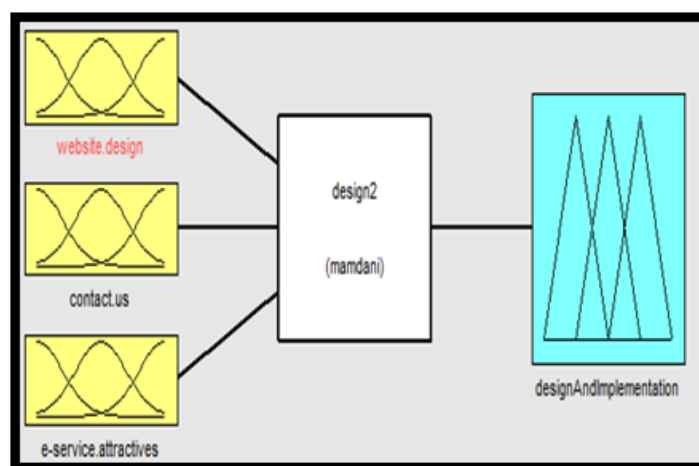 website.design
contact.us
e-service.attractives
design2
(mamdani)
designAndImplementation